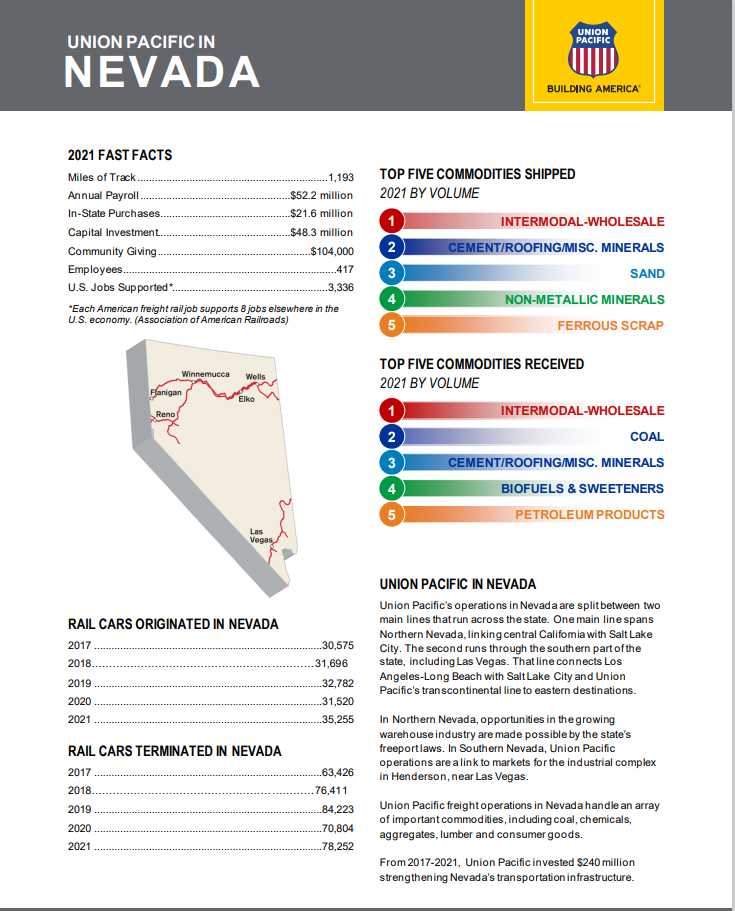 UNION PACIFIC IN
NEVADA
UNION
PACIFIC
BUILDING AMERICA®
2021 FAST FACTS
Miles of Track....................................................1,193
Annual Payroll................................................$52.2 million
In-State Purchases..........................................$21.6 million
Capital Investment...........................................$48.3 million
Community Giving..................................................$104,000
Employees.......................................................................417
U.S. Jobs Supported*.................................................3,336
*Each American freight rail job supports 8 jobs elsewhere in the
U.S. economy. (Association of American Railroads)
Winnemucca
Wells
Flanigan
Elko
Reno
Las
Vegas
RAIL CARS ORIGINATED IN NEVADA
2017 .........................................................................30,575
2018.........................................................................31,696
2019 .........................................................................32,782
2020 .........................................................................31,520
2021 .........................................................................35,255
RAIL CARS TERMINATED IN NEVADA
2017 .........................................................................63,426
2018.........................................................................76,411
2019 .........................................................................84,223
2020 .........................................................................70,804
2021 .........................................................................78,252
TOP FIVE COMMODITIES SHIPPED
2021 BY VOLUME
1 INTERMODAL-WHOLESALE
2 CEMENT/ROOFING/MISC. MINERALS
3 SAND
4 NON-METALLIC MINERALS
5 FERROUS SCRAP
TOP FIVE COMMODITIES RECEIVED
2021 BY VOLUME
1 INTERMODAL-WHOLESALE
2 COAL
3 CEMENT/ROOFING/MISC. MINERALS
4 BIOFUELS & SWEETENERS
5 PETROLEUM PRODUCTS
UNION PACIFIC IN NEVADA
Union Pacific's operations in Nevada are split between two
main lines that run across the state. One main line spans
Northern Nevada, linking central California with Salt Lake
City. The second runs through the southern part of the
state, including Las Vegas. That line connects Los
Angeles-Long Beach with Salt Lake City and Union
Pacific's transcontinental line to eastern destinations.
In Northern Nevada, opportunities in the growing
warehouse industry are made possible by the state's
freeport laws. In Southern Nevada, Union Pacific
operations are a link to markets for the industrial complex
in Henderson, near Las Vegas.
Union Pacific freight operations in Nevada handle an array
of important commodities, including coal, chemicals,
aggregates, lumber and consumer goods.
From 2017-2021, Union Pacific invested $240 million
strengthening Nevada's transportation infrastructure.